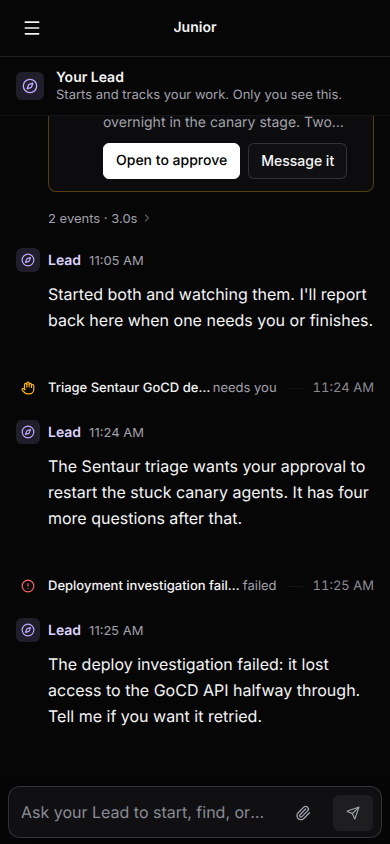 Junior
Your Lead
Starts and tracks your work. Only you see this.
overnight in the canary stage. Two...
Open to approve
Message it
2 events · 3.0s
Lead 11:05 AM
Started both and watching them. I'll report
back here when one needs you or finishes.
Triage Sentaur GoCD de... needs you 11:24 AM
Lead 11:24 AM
The Sentaur triage wants your approval to
restart the stuck canary agents. It has four
more questions after that.
Deployment investigation fail... failed 11:25 AM
Lead 11:25 AM
The deploy investigation failed: it lost
access to the GoCD API halfway through.
Tell me if you want it retried.
Ask your Lead to start, find, or...